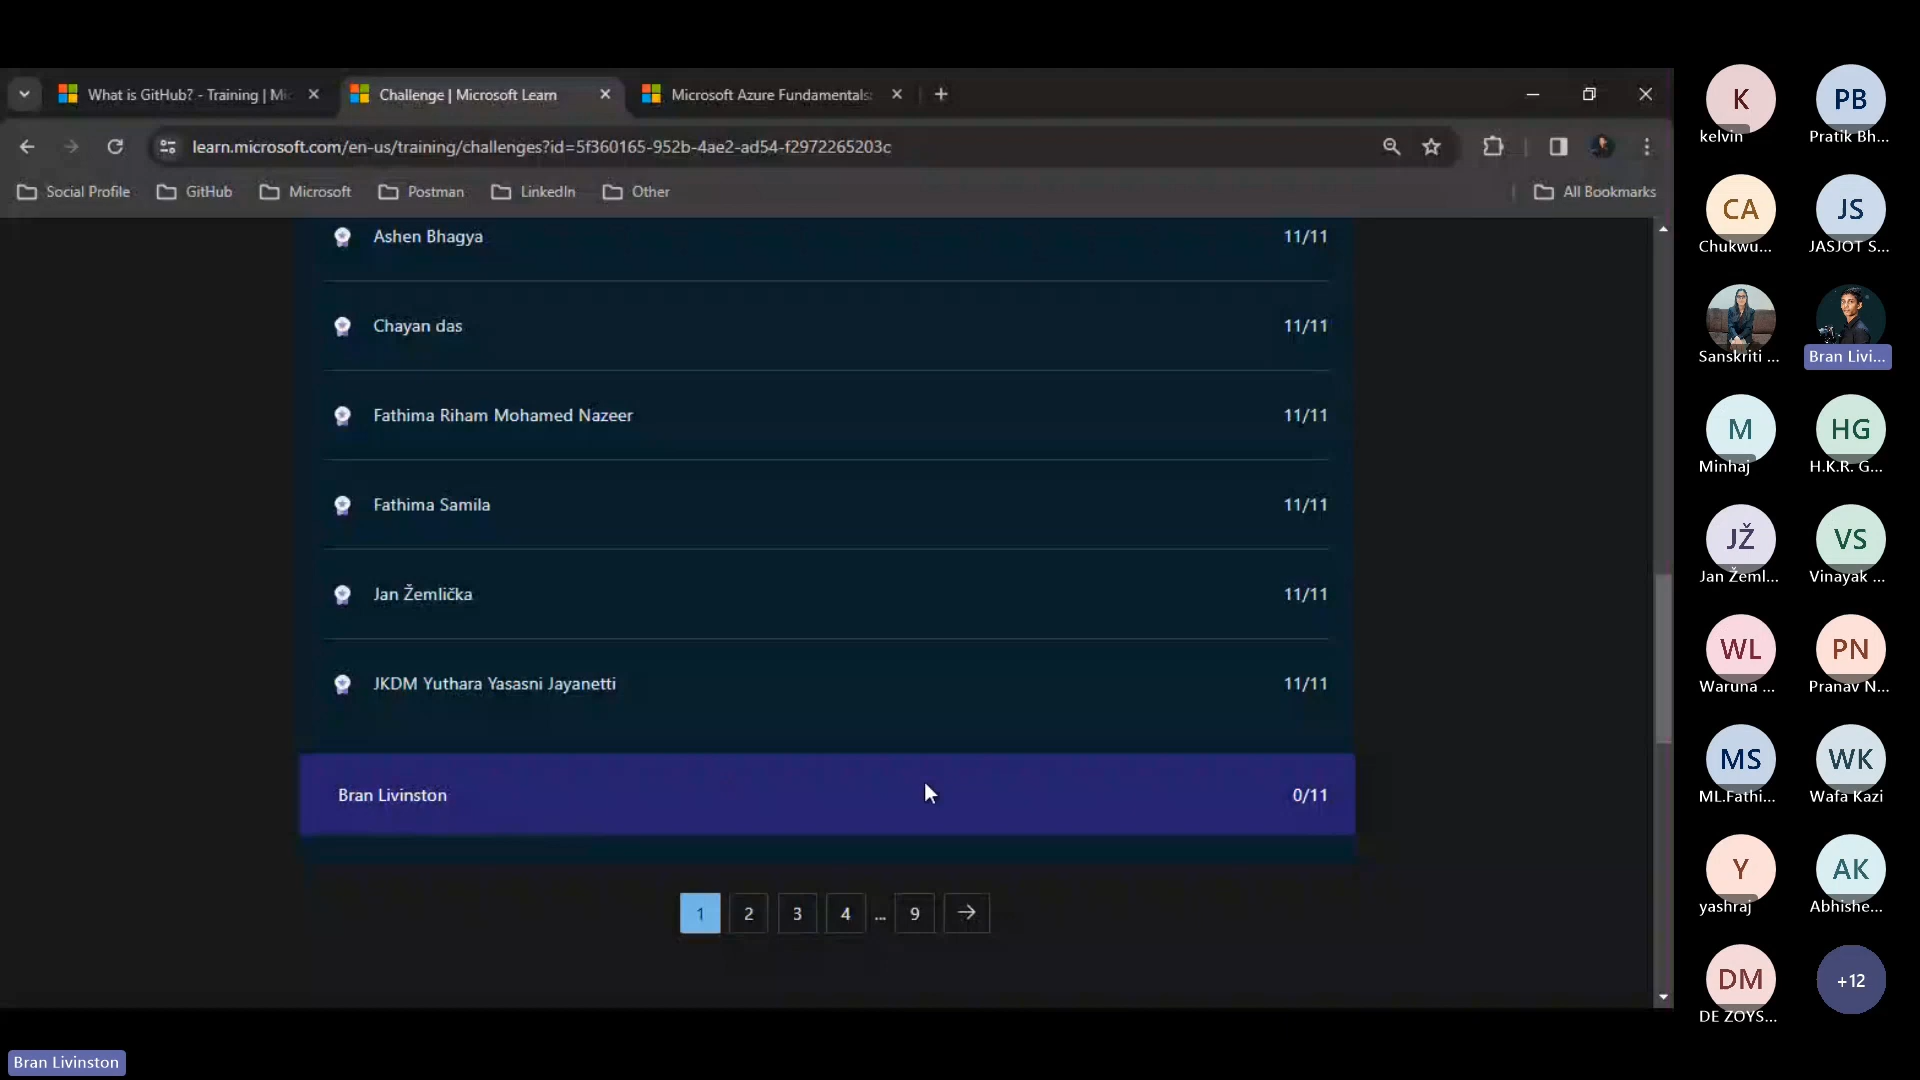 What is GitHub? - Training | Mi
Challenge | Microsoft Learn
Microsoft Azure Fundamentals:
learn.microsoft.com/en-us/training/challenges?id=5f360165-952b-4ae2-ad54-f2972265203c
Social Profile
GitHub
Microsoft
Postman
LinkedIn
Other
All Bookmarks
Ashen Bhagya 11/11
Chayan das 11/11
Fathima Riham Mohamed Nazeer 11/11
Fathima Samila 11/11
Jan Žemlička 11/11
JKDM Yuthara Yasasni Jayanetti 11/11
Bran Livinston 0/11
1 2 3 4 ... 9
K
kelvin
PB
Pratik Bh...
CA
Chukwu...
JS
JASJOT S...
Sanskriti ...
Bran Livi...
M
Minhaj
HG
H.K.R. G...
JŽ
Jan Žeml...
VS
Vinayak ...
WL
Waruna ...
PN
Pranav N...
MS
ML.Fathi...
WK
Wafa Kazi
Y
yashraj
AK
Abhishe...
DM
DE ZOYS...
+12
Bran Livinston